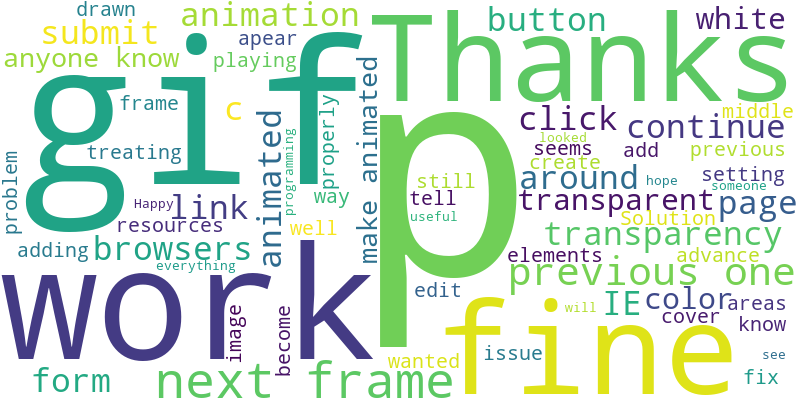 drawn
submit
animation
button
white
anyone know
apear
playing
Thanks
gif
frame
c
click
continue
middle
treating
animated
programming
properly
make animated
looked
seems
add
previous
create
setting
problem
Happy
link
way
still
around
hope
someone
tell
transparent
page
resources
well
useful
Solution
transparency
adding
browsers
p
elements
advance
everything
previous one
work
edit
IE
color
areas
image
become
fine
will
cover
know
issue
see
wanted
form
next frame
fix